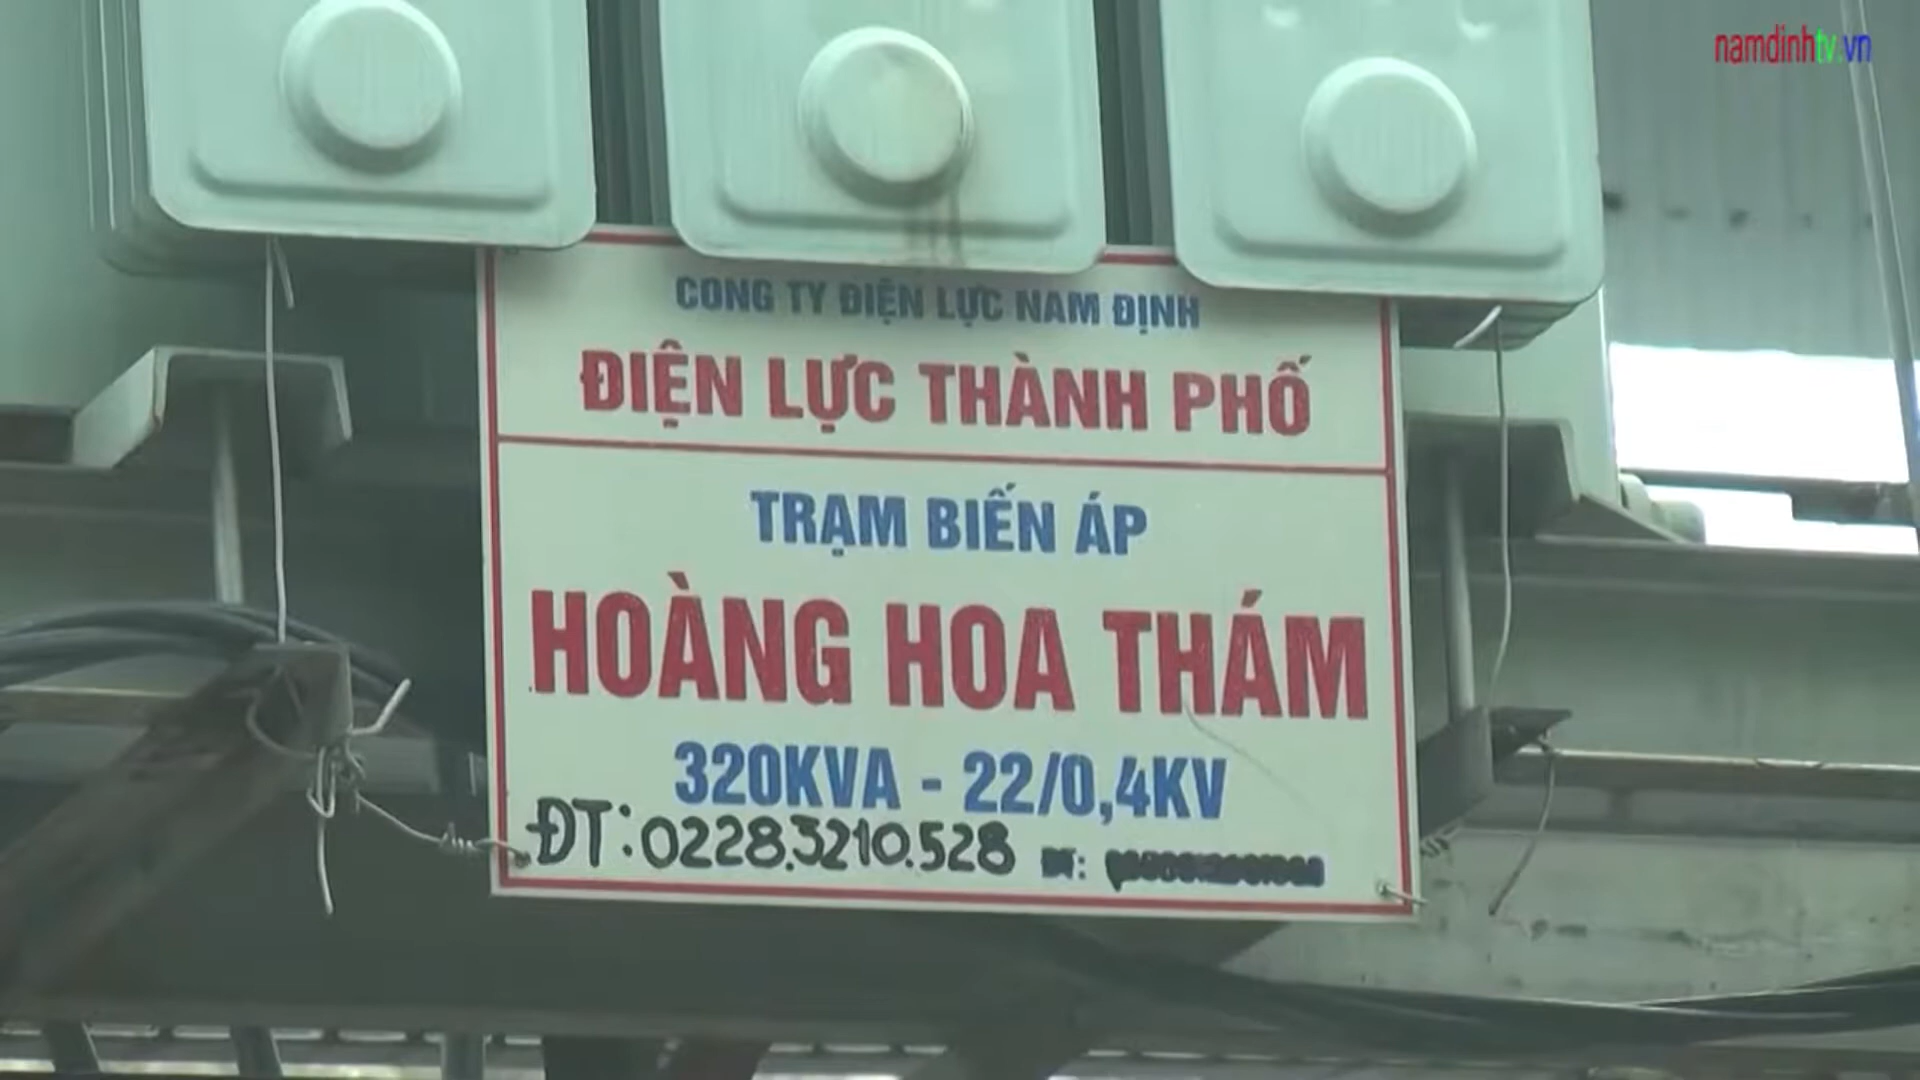 namdinhtv.vn
CÔNG TY ĐIỆN LỰC NAM ĐỊNH
ĐIỆN LỰC THÀNH PHỐ
TRẠM BIẾN ÁP
HOÀNG HOA THÁM
320KVA - 22/0,4KV
ĐT: 0228.3210.528 ĐT: